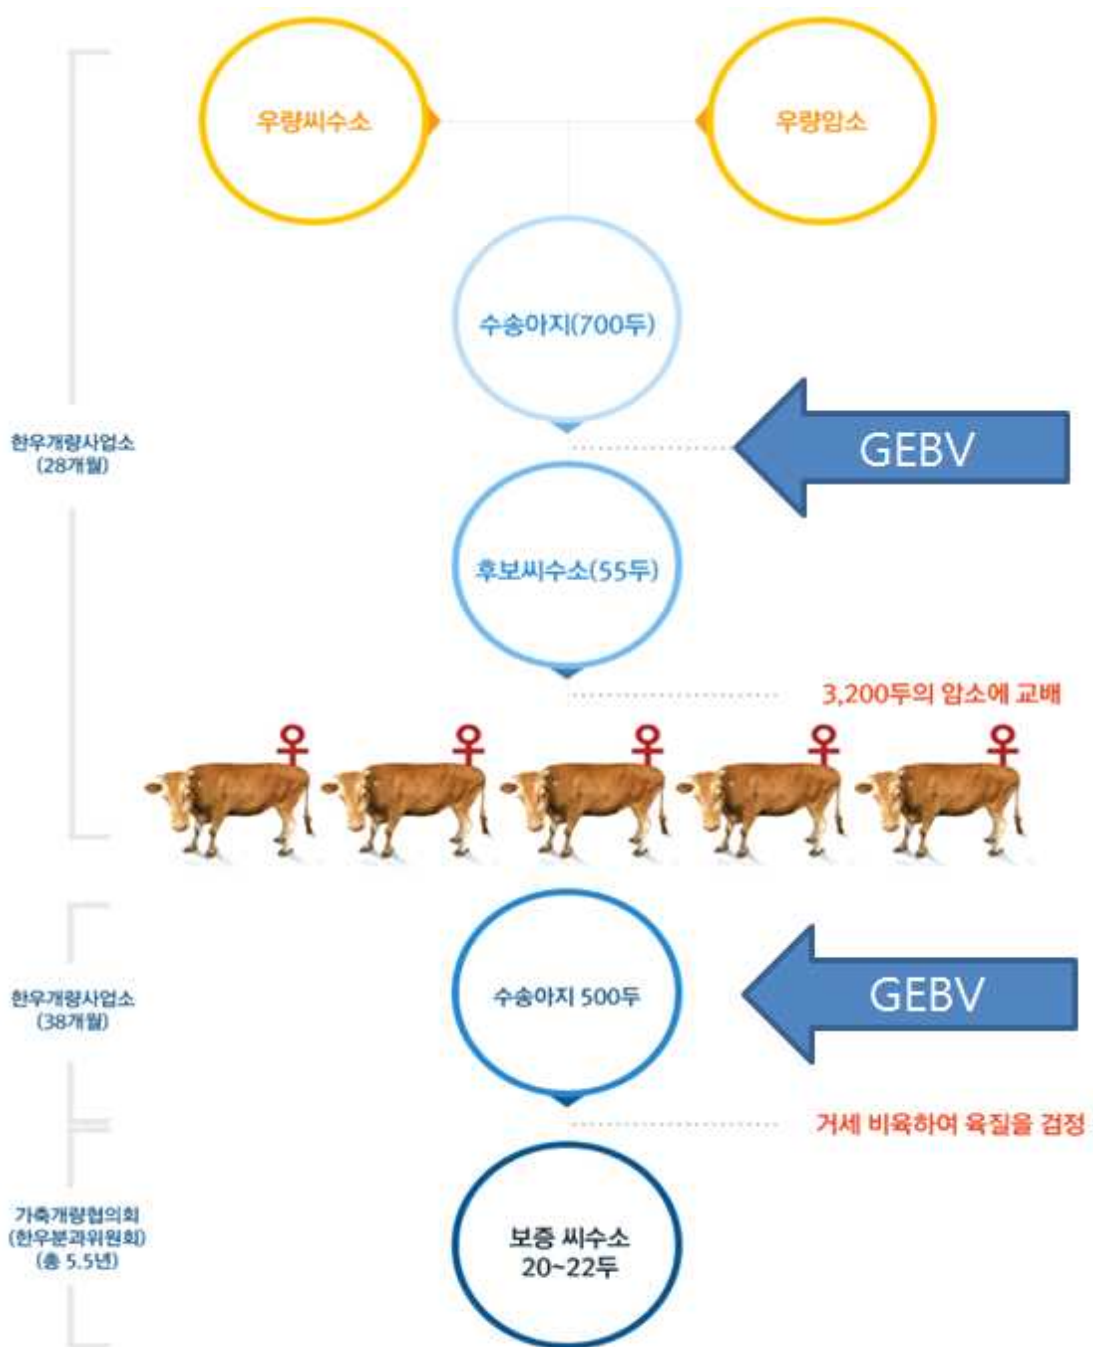 우량씨수소
우량암소
수송아지(700두)
GEBV
한우개량사업소
(28개월)
후보씨수소(55두)
3,200두의 암소에 교배
수송아지 500두
GEBV
한우개량사업소
(38개월)
거세 비육하여 육질을 검정
가축개량협의회
(한우분과위원회)
(총 5.5년)
보증 씨수소
20~22두